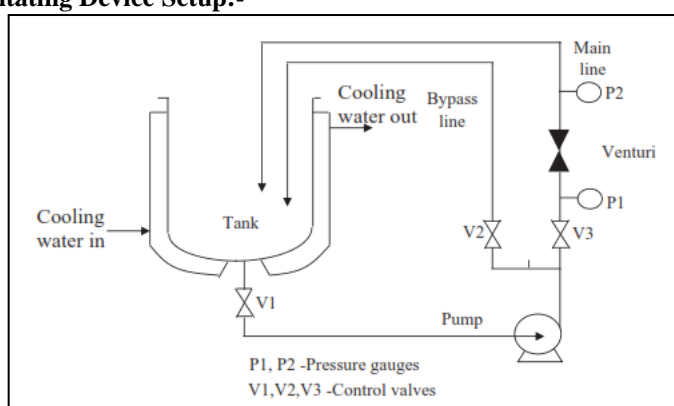 itating Device Setup:-
Main
line
P2
Cooling
water out
Bypass
line
Venturi
P1
Cooling
water in
Tank
V2
V3
V1
Pump
P1, P2 -Pressure gauges
V1,V2,V3 -Control valves